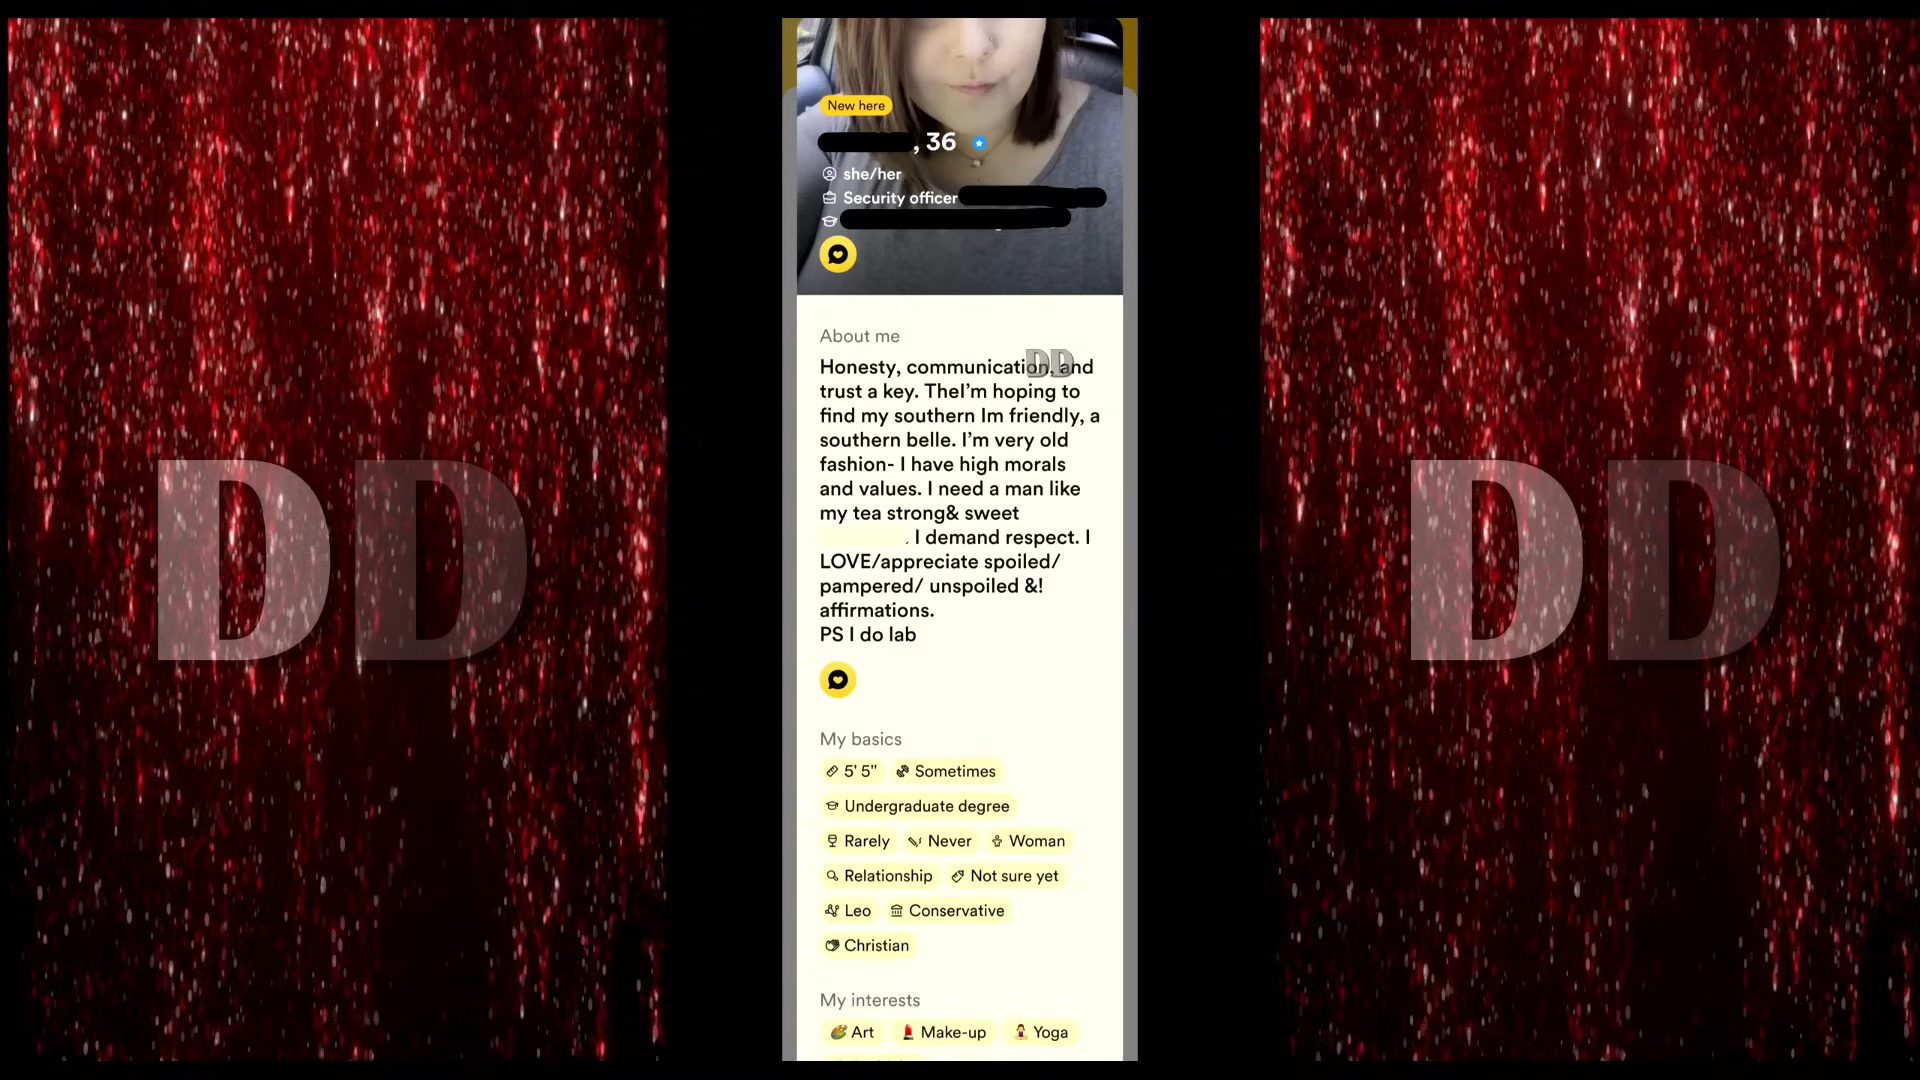 New here
, 36
she/her
Security officer
About me
Honesty, communication, and
trust a key. TheI'm hoping to
find my southern Im friendly, a
southern belle. I'm very old
fashion- I have high morals
and values. I need a man like
my tea strong& sweet
. I demand respect. I
LOVE/appreciate spoiled/
pampered/ unspoiled &!
affirmations.
PS I do lab
DD
DD
DD
My basics
5' 5"
Sometimes
Undergraduate degree
Rarely
Never
Woman
Relationship
Not sure yet
Leo
Conservative
Christian
My interests
Art
Make-up
Yoga